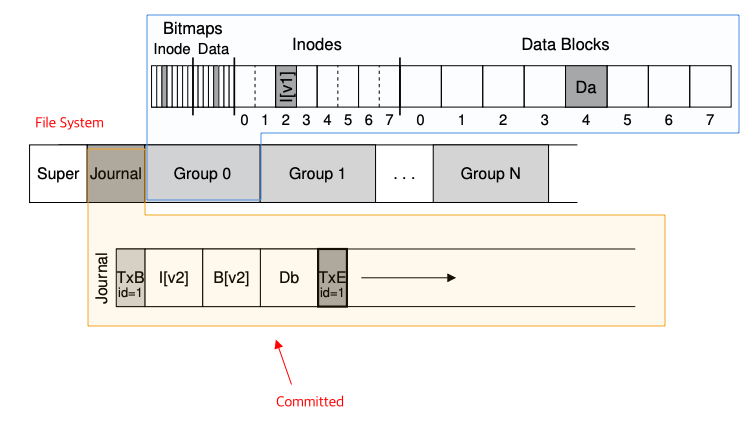 Bitmaps
Inode Data
Inodes
Data Blocks
I[v1]
Da
0 1 2 3 4 5 6 7
0 1 2 3 4 5 6 7
File System
Super
Journal
Group 0
Group 1
. . .
Group N
Journal
TxB
id=1
I[v2]
B[v2]
Db
TxE
id=1
Committed